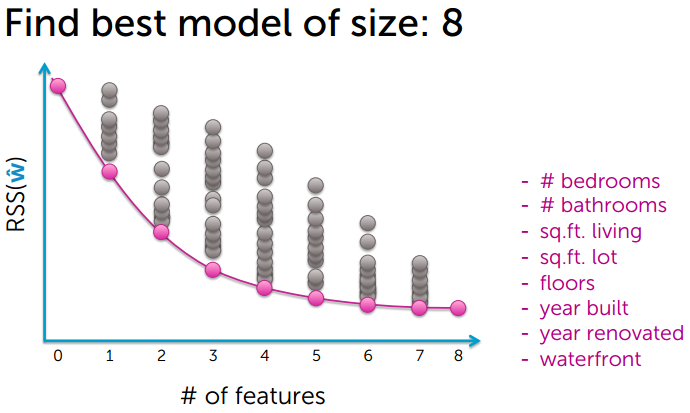 Find best model of size: 8
RSS(ŵ)
- # bedrooms
- # bathrooms
- sq.ft. living
- sq.ft. lot
- floors
- year built
- year renovated
- waterfront
0 1 2 3 4 5 6 7 8
# of features